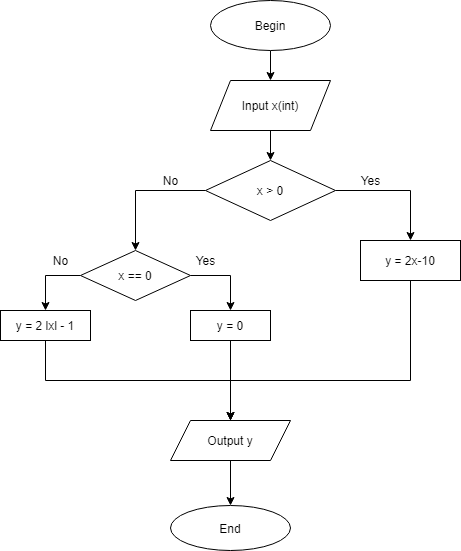 Begin
Input x(int)
x > 0
No
Yes
y = 2x-10
x == 0
No
Yes
y = 2 |x| - 1
y = 0
Output y
End